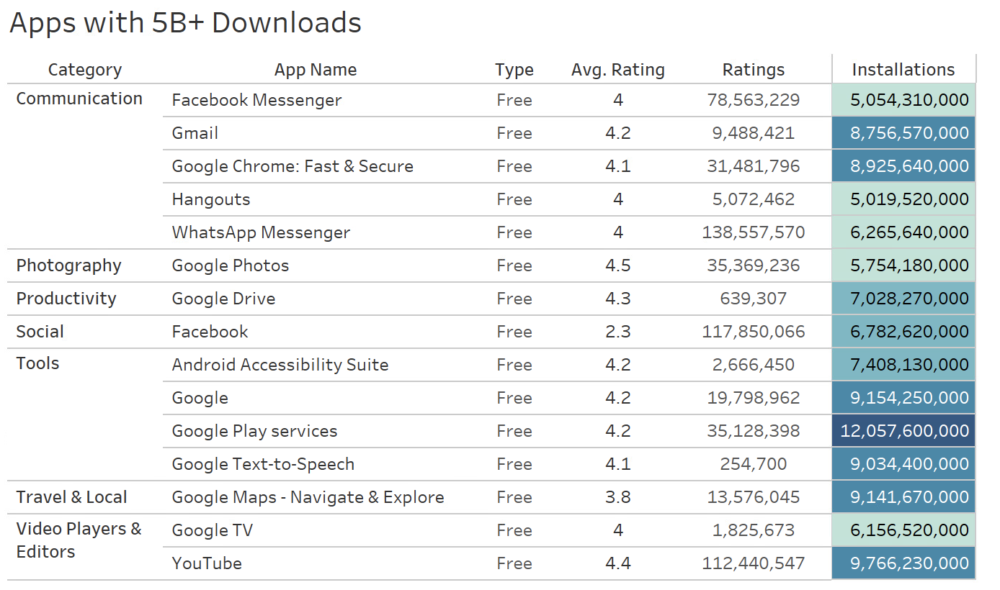 Apps with 5B+ Downloads
Category App Name Type Avg. Rating Ratings Installations
Communication Facebook Messenger Free 4 78,563,229 5,054,310,000
Gmail Free 4.2 9,488,421 8,756,570,000
Google Chrome: Fast & Secure Free 4.1 31,481,796 8,925,640,000
Hangouts Free 4 5,072,462 5,019,520,000
WhatsApp Messenger Free 4 138,557,570 6,265,640,000
Photography Google Photos Free 4.5 35,369,236 5,754,180,000
Productivity Google Drive Free 4.3 639,307 7,028,270,000
Social Facebook Free 2.3 117,850,066 6,782,620,000
Tools Android Accessibility Suite Free 4.2 2,666,450 7,408,130,000
Google Free 4.2 19,798,962 9,154,250,000
Google Play services Free 4.2 35,128,398 12,057,600,000
Google Text-to-Speech Free 4.1 254,700 9,034,400,000
Travel & Local Google Maps - Navigate & Explore Free 3.8 13,576,045 9,141,670,000
Video Players & Google TV Free 4 1,825,673 6,156,520,000
Editors
YouTube Free 4.4 112,440,547 9,766,230,000